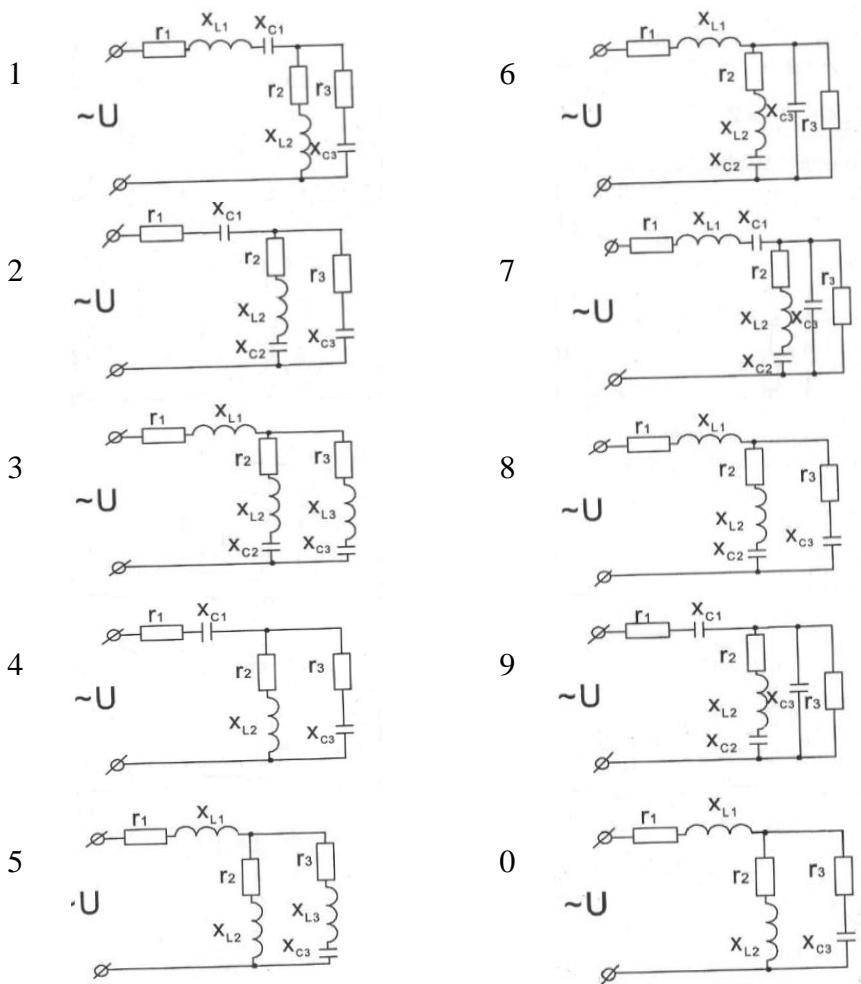 1
r1 XL1 XC1
r2 r3
~U
XL2 XC3
2
r1 XC1
r2 r3
~U
XL2
XC2 XC3
3
r1 XL1
r2 r3
~U
XL2 XL3
XC2 XC3
4
r1 XC1
r2 r3
~U
XL2 XC3
5
r1 XL1
r2 r3
~U
XL2 XL3
XC3
6
r1 XL1
r2
~U
XC3 r3
XL2
XC2
7
r1 XL1 XC1
r2 r3
~U
XL2 XC3
XC2
8
r1 XL1
r2 r3
~U
XL2
XC2 XC3
9
r1 XC1
r2
~U
XC3 r3
XL2
XC2
0
r1 XL1
r2 r3
~U
XL2 XC3